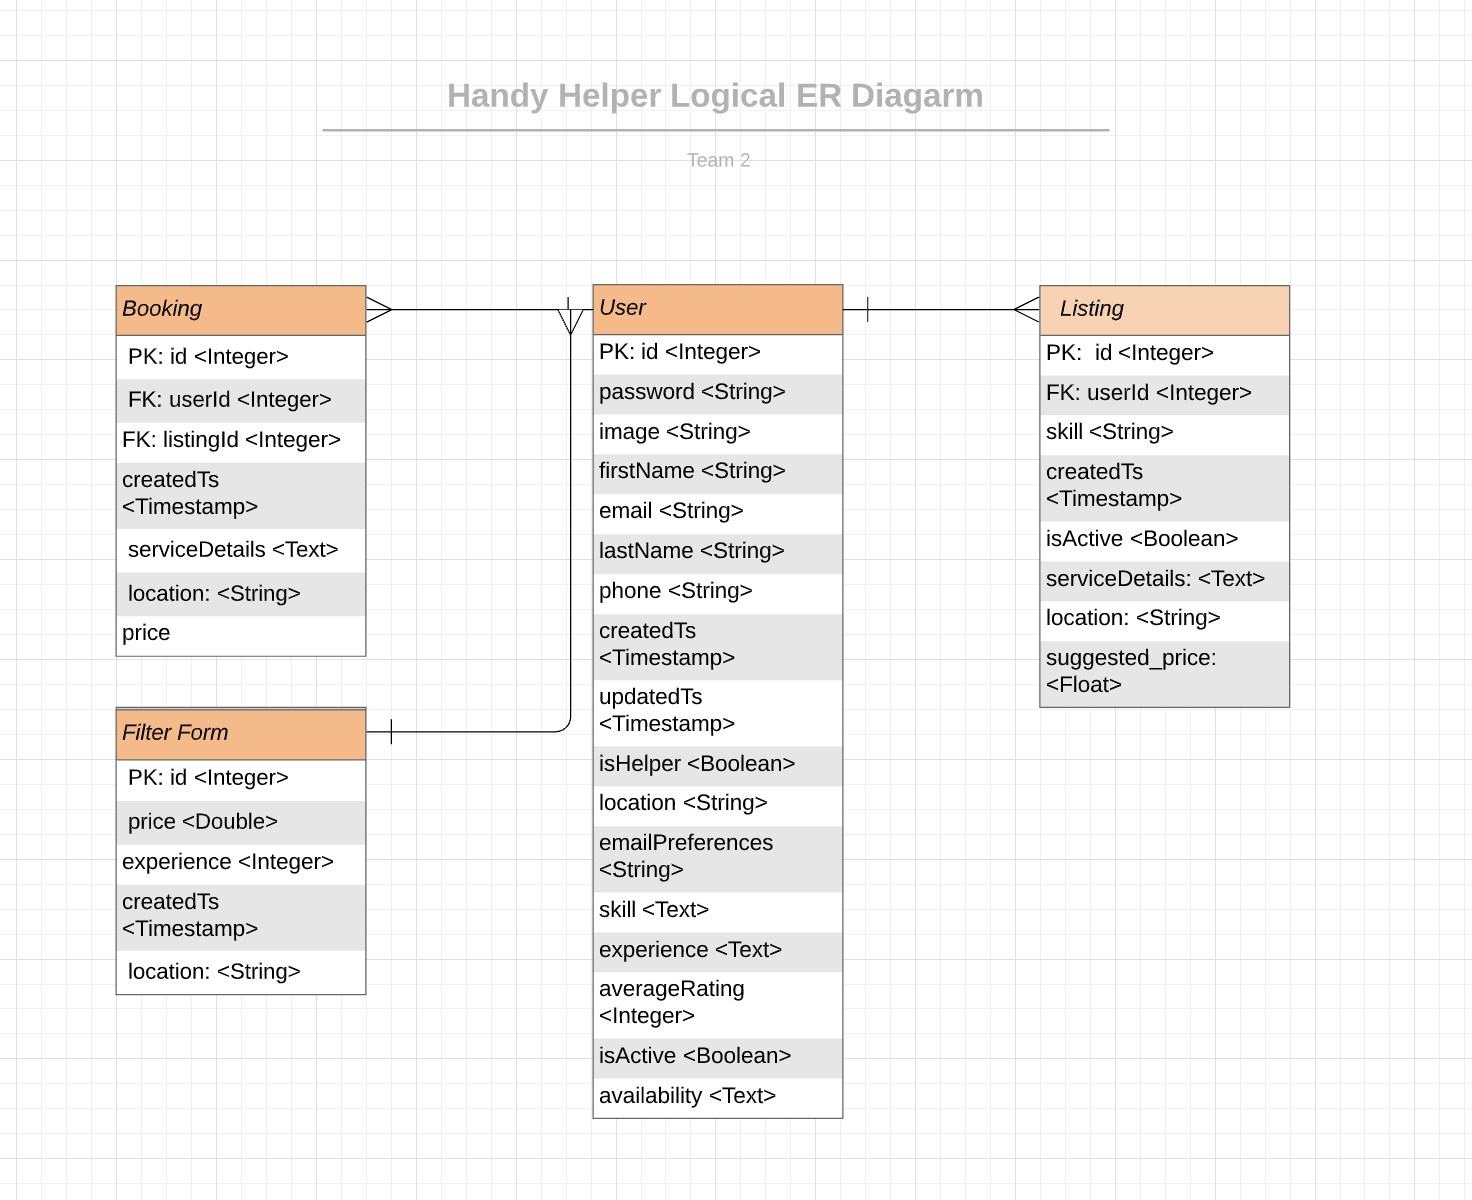 Handy Helper Logical ER Diagarm
Team 2
Booking
PK: id <Integer>
FK: userId <Integer>
FK: listingId <Integer>
createdTs
<Timestamp>
serviceDetails <Text>
location: <String>
price
Filter Form
PK: id <Integer>
price <Double>
experience <Integer>
createdTs
<Timestamp>
location: <String>
User
PK: id <Integer>
password <String>
image <String>
firstName <String>
email <String>
lastName <String>
phone <String>
createdTs
<Timestamp>
updatedTs
<Timestamp>
isHelper <Boolean>
location <String>
emailPreferences
<String>
skill <Text>
experience <Text>
averageRating
<Integer>
isActive <Boolean>
availability <Text>
Listing
PK:  id <Integer>
FK: userId <Integer>
skill <String>
createdTs
<Timestamp>
isActive <Boolean>
serviceDetails: <Text>
location: <String>
suggested_price:
<Float>